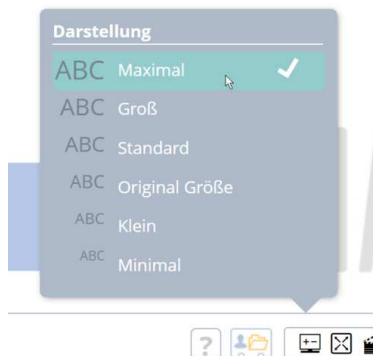 Darstellung
ABC Maximal
ABC Groß
ABC Standard
ABC Original Größe
ABC Klein
ABC Minimal
?